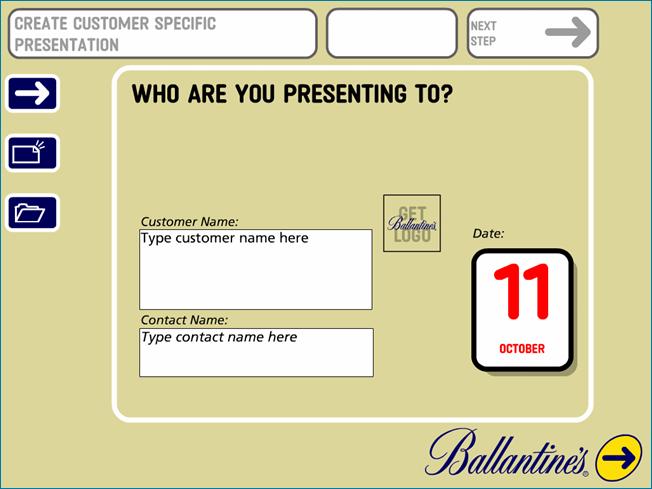 CREATE CUSTOMER SPECIFIC
PRESENTATION
NEXT
STEP
WHO ARE YOU PRESENTING TO?
GET
Ballantine's
LOGO
Customer Name:
Type customer name here
Date:
11
OCTOBER
Contact Name:
Type contact name here
Ballantine's®